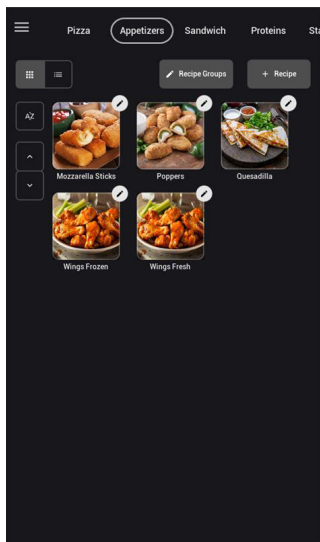 Pizza Appetizers Sandwich Proteins
Recipe Groups + Recipe
AZ
Mozzarella Sticks Poppers Quesadilla
Wings Frozen Wings Fresh